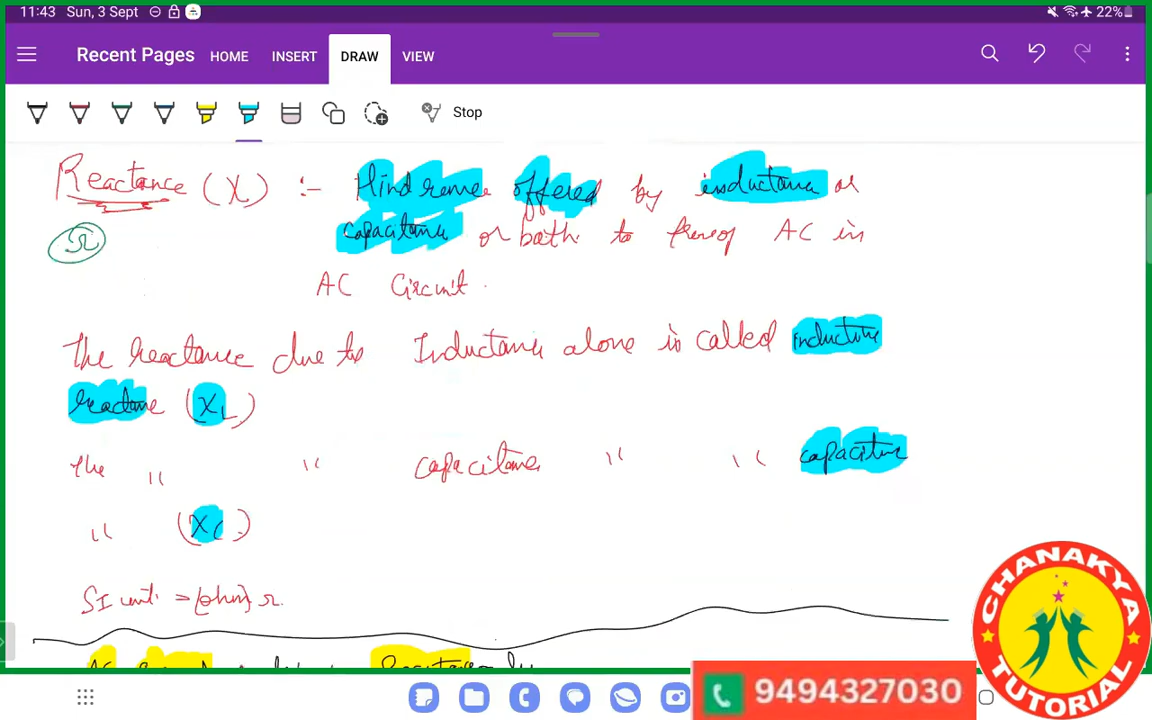 11:43 Sun, 3 Sept
22%
Recent Pages HOME INSERT DRAW VIEW
Stop
Reactance (X) :- Hindrance offered by inductance or
Ω
capacitance or both to flow of AC in
AC Circuit.
The reactance due to Inductance alone is called inductive
reactance (XL)
The " " capacitance " " capacitive
" (XC)
SI unit = (ohm) Ω.
CHANAKYA
TUTORIAL
9494327030